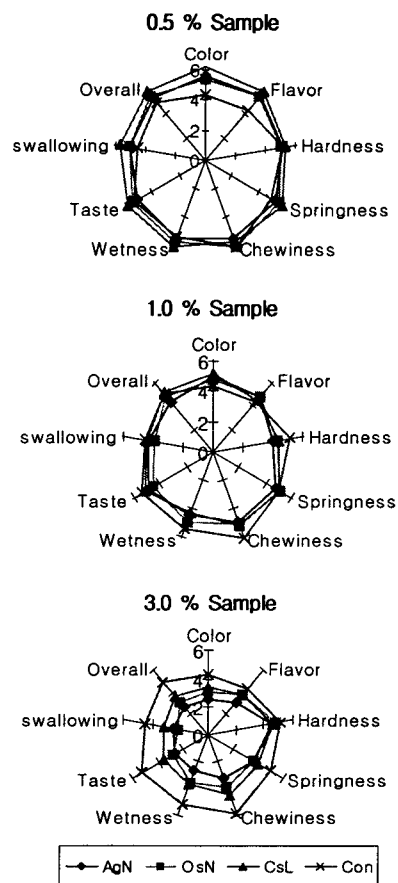 0.5 % Sample
Color
6
Flavor
Overall
4
2
swallowing
Hardness
0
Taste
Springness
Wetness
Chewiness
1.0 % Sample
Color
6
Overall
Flavor
4
2
swallowing
Hardness
0
Taste
Springness
Wetness
Chewiness
3.0 % Sample
Color
6
Overall
Flavor
4
2
swallowing
Hardness
0
Springness
Taste
Wetness
Chewiness
AgN OsN CsL Con